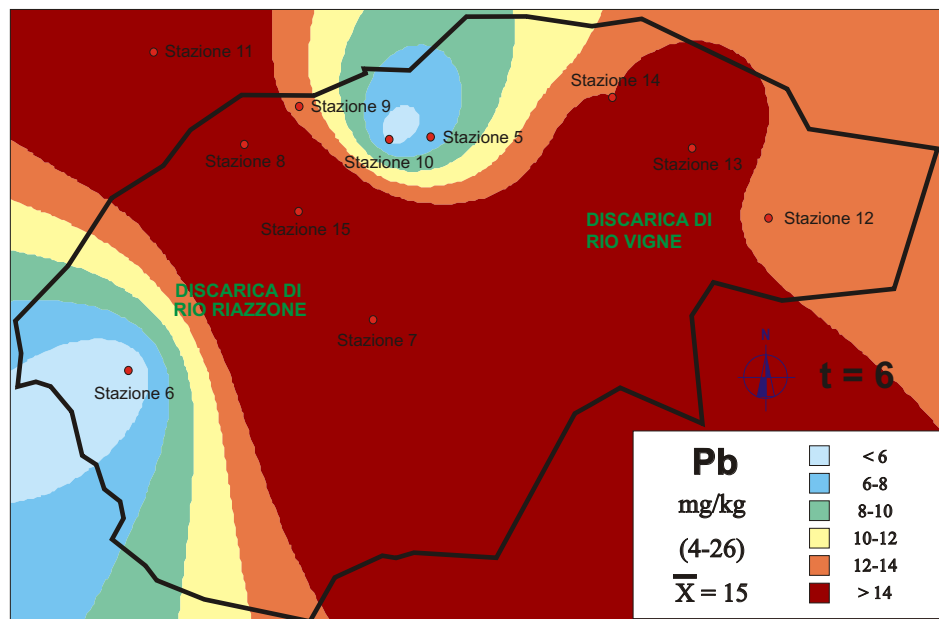 Stazione 11
Stazione 14
Stazione 9
Stazione 5
Stazione 8
Stazione 10
Stazione 13
Stazione 12
Stazione 15
DISCARICA DI
RIO VIGNE
DISCARICA DI
RIO RIAZZONE
Stazione 7
N
t = 6
Stazione 6
Pb
mg/kg
(4-26)
X̅ = 15
< 6
6-8
8-10
10-12
12-14
> 14